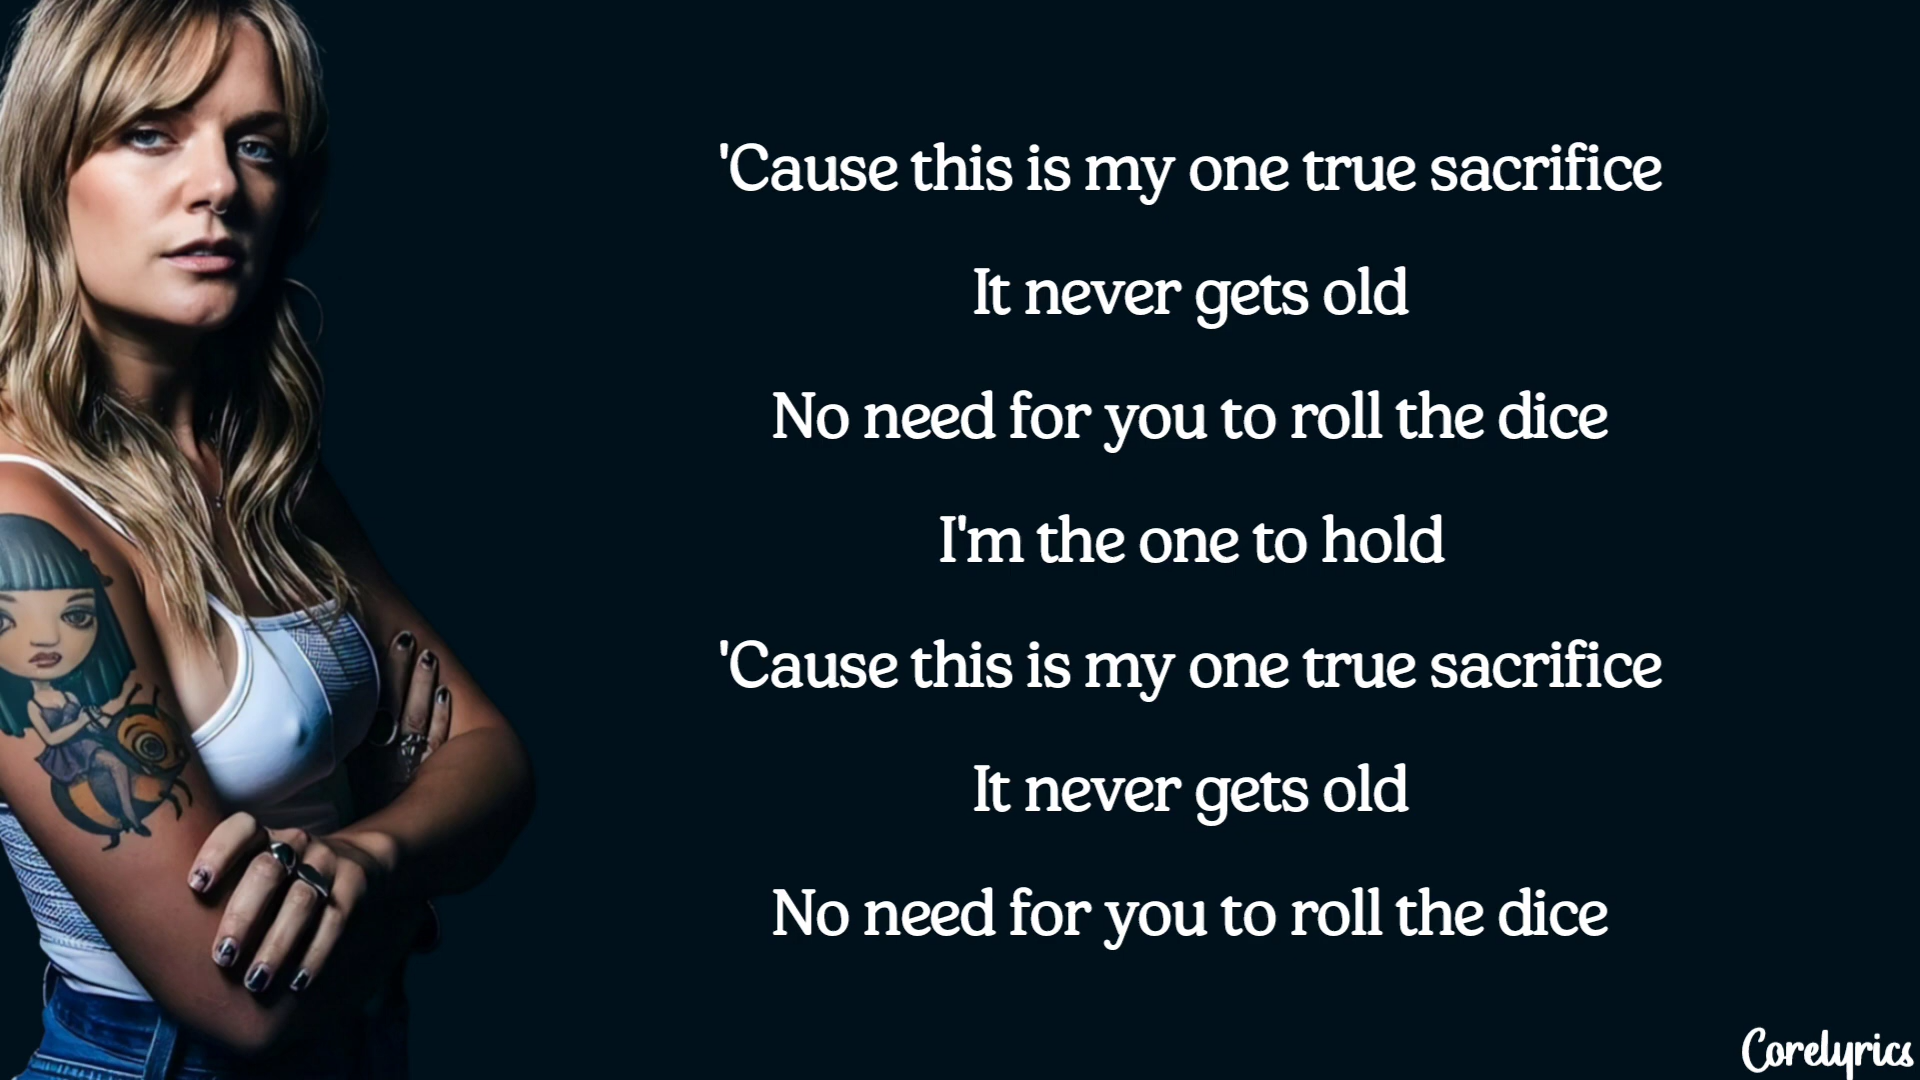 'Cause this is my one true sacrifice
It never gets old
No need for you to roll the dice
I'm the one to hold
'Cause this is my one true sacrifice
It never gets old
No need for you to roll the dice
Corelyrics